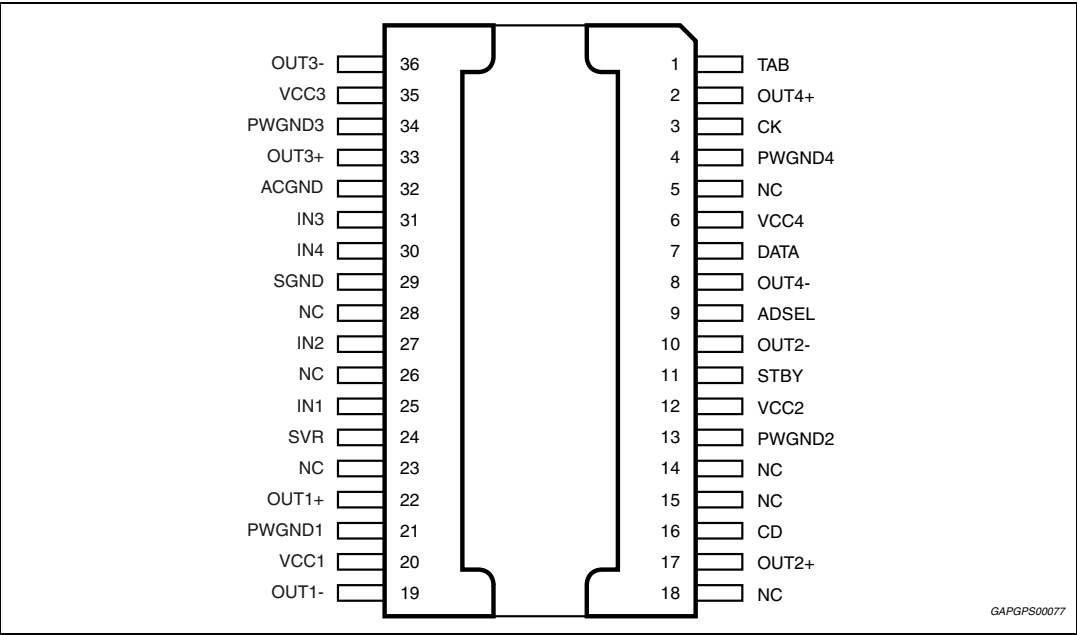 OUT3- 36 1 TAB
VCC3 35 2 OUT4+
PWGND3 34 3 CK
OUT3+ 33 4 PWGND4
ACGND 32 5 NC
IN3 31 6 VCC4
IN4 30 7 DATA
SGND 29 8 OUT4-
NC 28 9 ADSEL
IN2 27 10 OUT2-
NC 26 11 STBY
IN1 25 12 VCC2
SVR 24 13 PWGND2
NC 23 14 NC
OUT1+ 22 15 NC
PWGND1 21 16 CD
VCC1 20 17 OUT2+
OUT1- 19 18 NC
GAPGPS00077